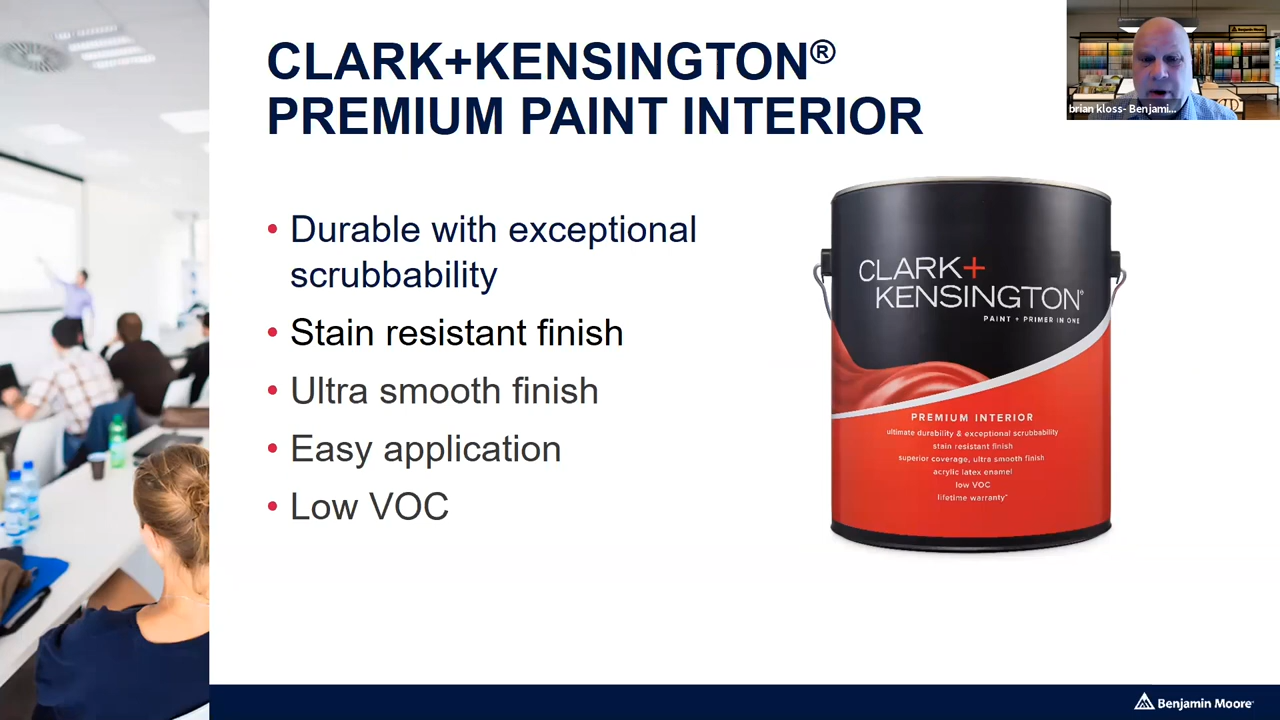 CLARK+KENSINGTON®
PREMIUM PAINT INTERIOR
Benjamin Moore
brian kloss- Benjami...
• Durable with exceptional
scrubbability
• Stain resistant finish
• Ultra smooth finish
• Easy application
• Low VOC
CLARK+
KENSINGTON®
PAINT + PRIMER IN ONE
PREMIUM INTERIOR
ultimate durability & exceptional scrubbability
stain resistant finish
superior coverage, ultra smooth finish
acrylic latex enamel
low VOC
lifetime warranty*
Benjamin Moore